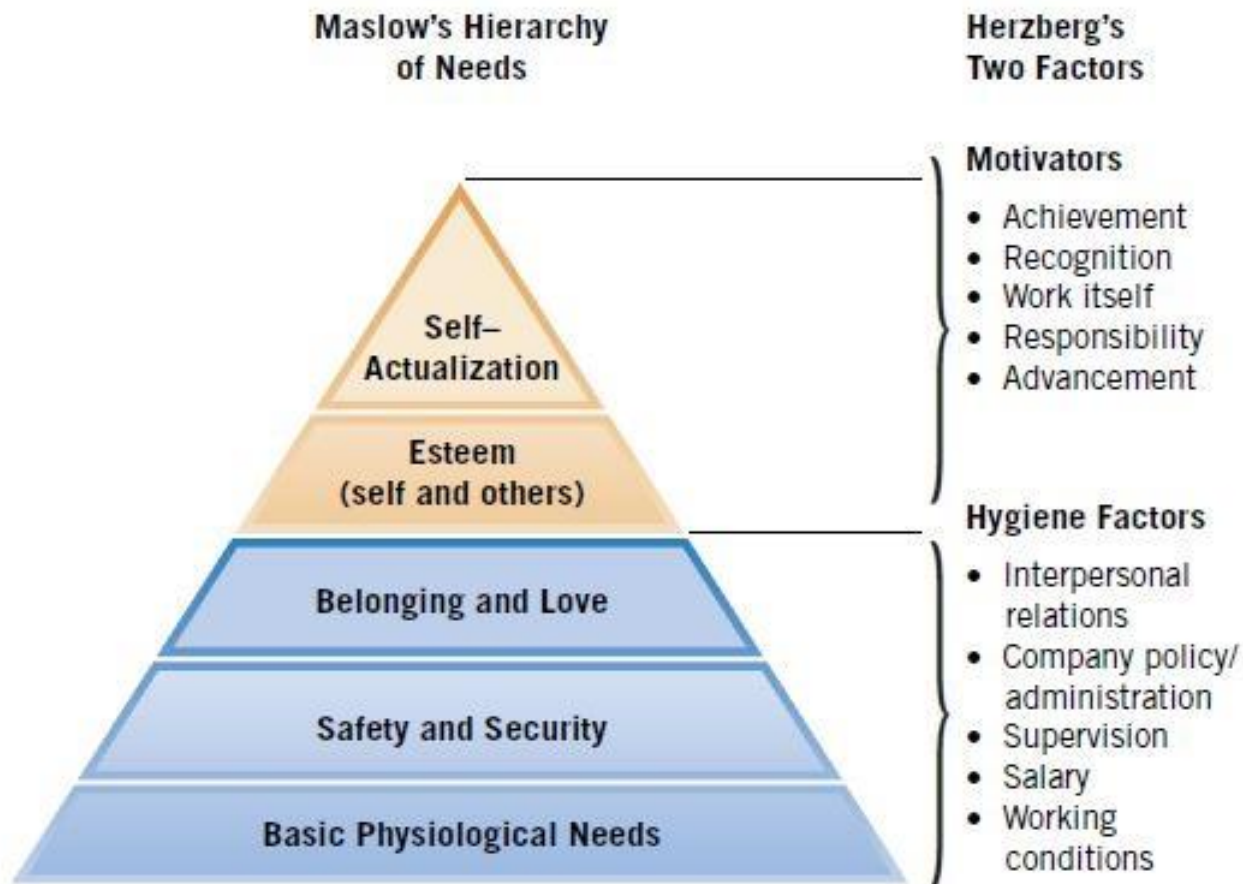 Maslow's Hierarchy
of Needs
Self–
Actualization
Esteem
(self and others)
Belonging and Love
Safety and Security
Basic Physiological Needs
Herzberg's
Two Factors
Motivators
• Achievement
• Recognition
• Work itself
• Responsibility
• Advancement
Hygiene Factors
• Interpersonal
relations
• Company policy/
administration
• Supervision
• Salary
• Working
conditions